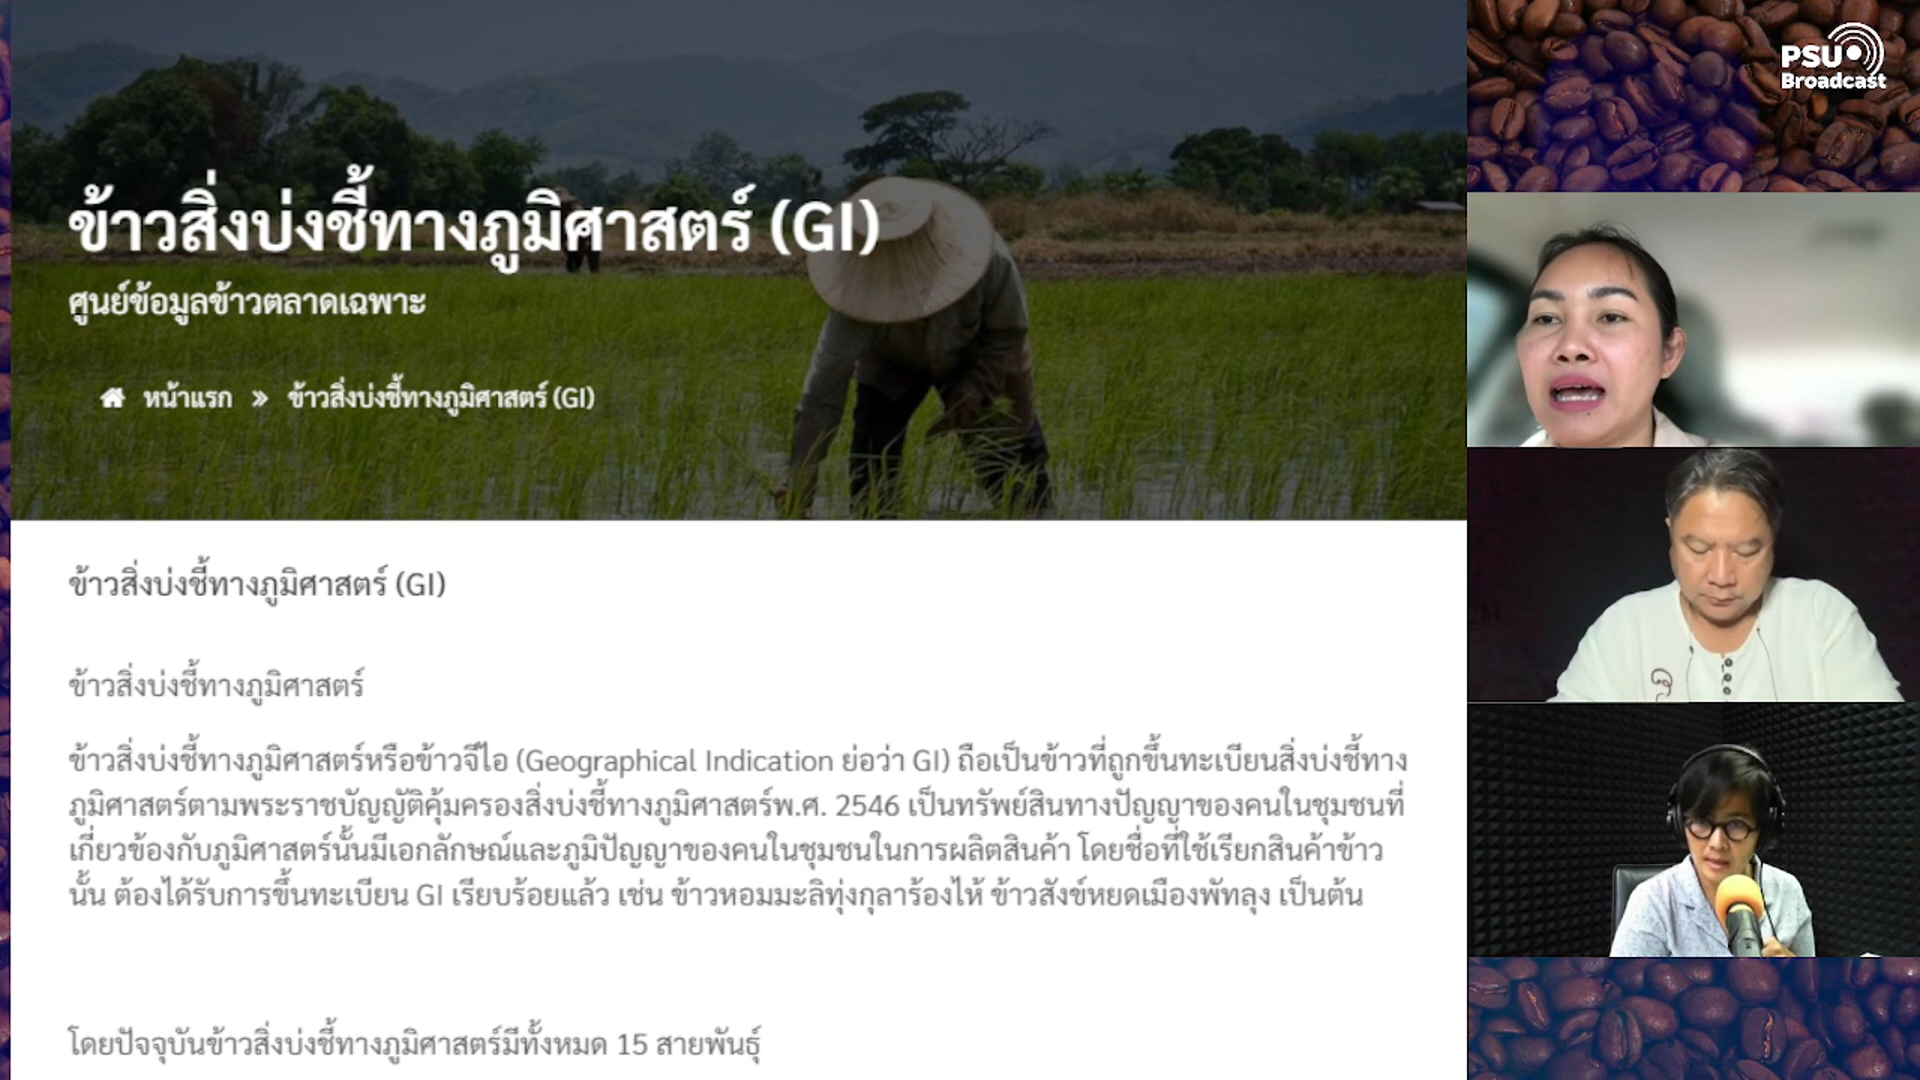 ข้าวสิ่งบ่งชี้ทางภูมิศาสตร์ (GI)
ศูนย์ข้อมูลข้าวตลาดเฉพาะ
หน้าแรก » ข้าวสิ่งบ่งชี้ทางภูมิศาสตร์ (GI)
ข้าวสิ่งบ่งชี้ทางภูมิศาสตร์ (GI)
ข้าวสิ่งบ่งชี้ทางภูมิศาสตร์
ข้าวสิ่งบ่งชี้ทางภูมิศาสตร์หรือข้าวจีไอ (Geographical Indication ย่อว่า GI) ถือเป็นข้าวที่ถูกขึ้นทะเบียนสิ่งบ่งชี้ทาง
ภูมิศาสตร์ตามพระราชบัญญัติคุ้มครองสิ่งบ่งชี้ทางภูมิศาสตร์พ.ศ. 2546 เป็นทรัพย์สินทางปัญญาของคนในชุมชนที่
เกี่ยวข้องกับภูมิศาสตร์นั้นมีเอกลักษณ์และภูมิปัญญาของคนในชุมชนในการผลิตสินค้า โดยชื่อที่ใช้เรียกสินค้าข้าว
นั้น ต้องได้รับการขึ้นทะเบียน GI เรียบร้อยแล้ว เช่น ข้าวหอมมะลิทุ่งกุลาร้องไห้ ข้าวสังข์หยดเมืองพัทลุง เป็นต้น
โดยปัจจุบันข้าวสิ่งบ่งชี้ทางภูมิศาสตร์มีทั้งหมด 15 สายพันธุ์
PSU
Broadcast